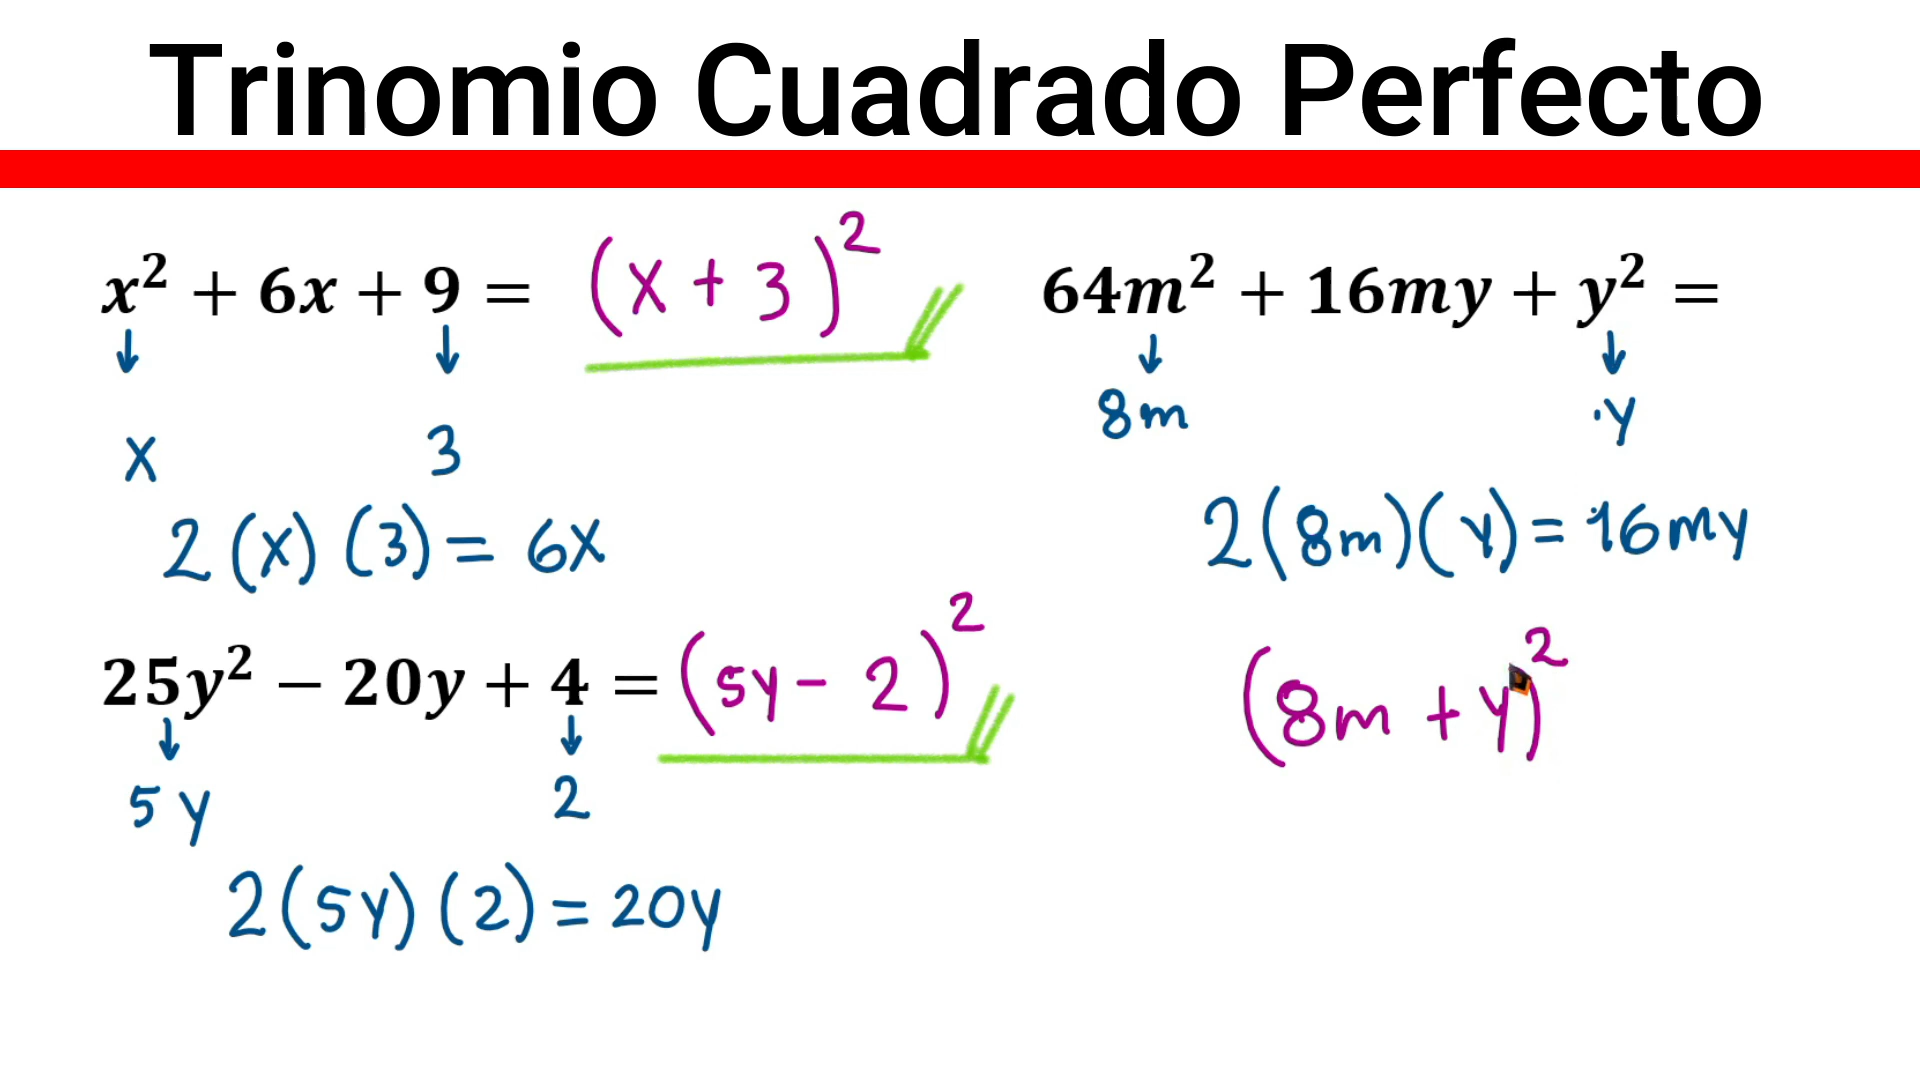 Trinomio Cuadrado Perfecto
x² + 6x + 9 = (x + 3)²
x 3
2(x)(3) = 6x
25y² − 20y + 4 = (5y − 2)²
5y 2
2(5y)(2) = 20y
64m² + 16my + y² =
8m y
2(8m)(y) = 16my
(8m + y)²